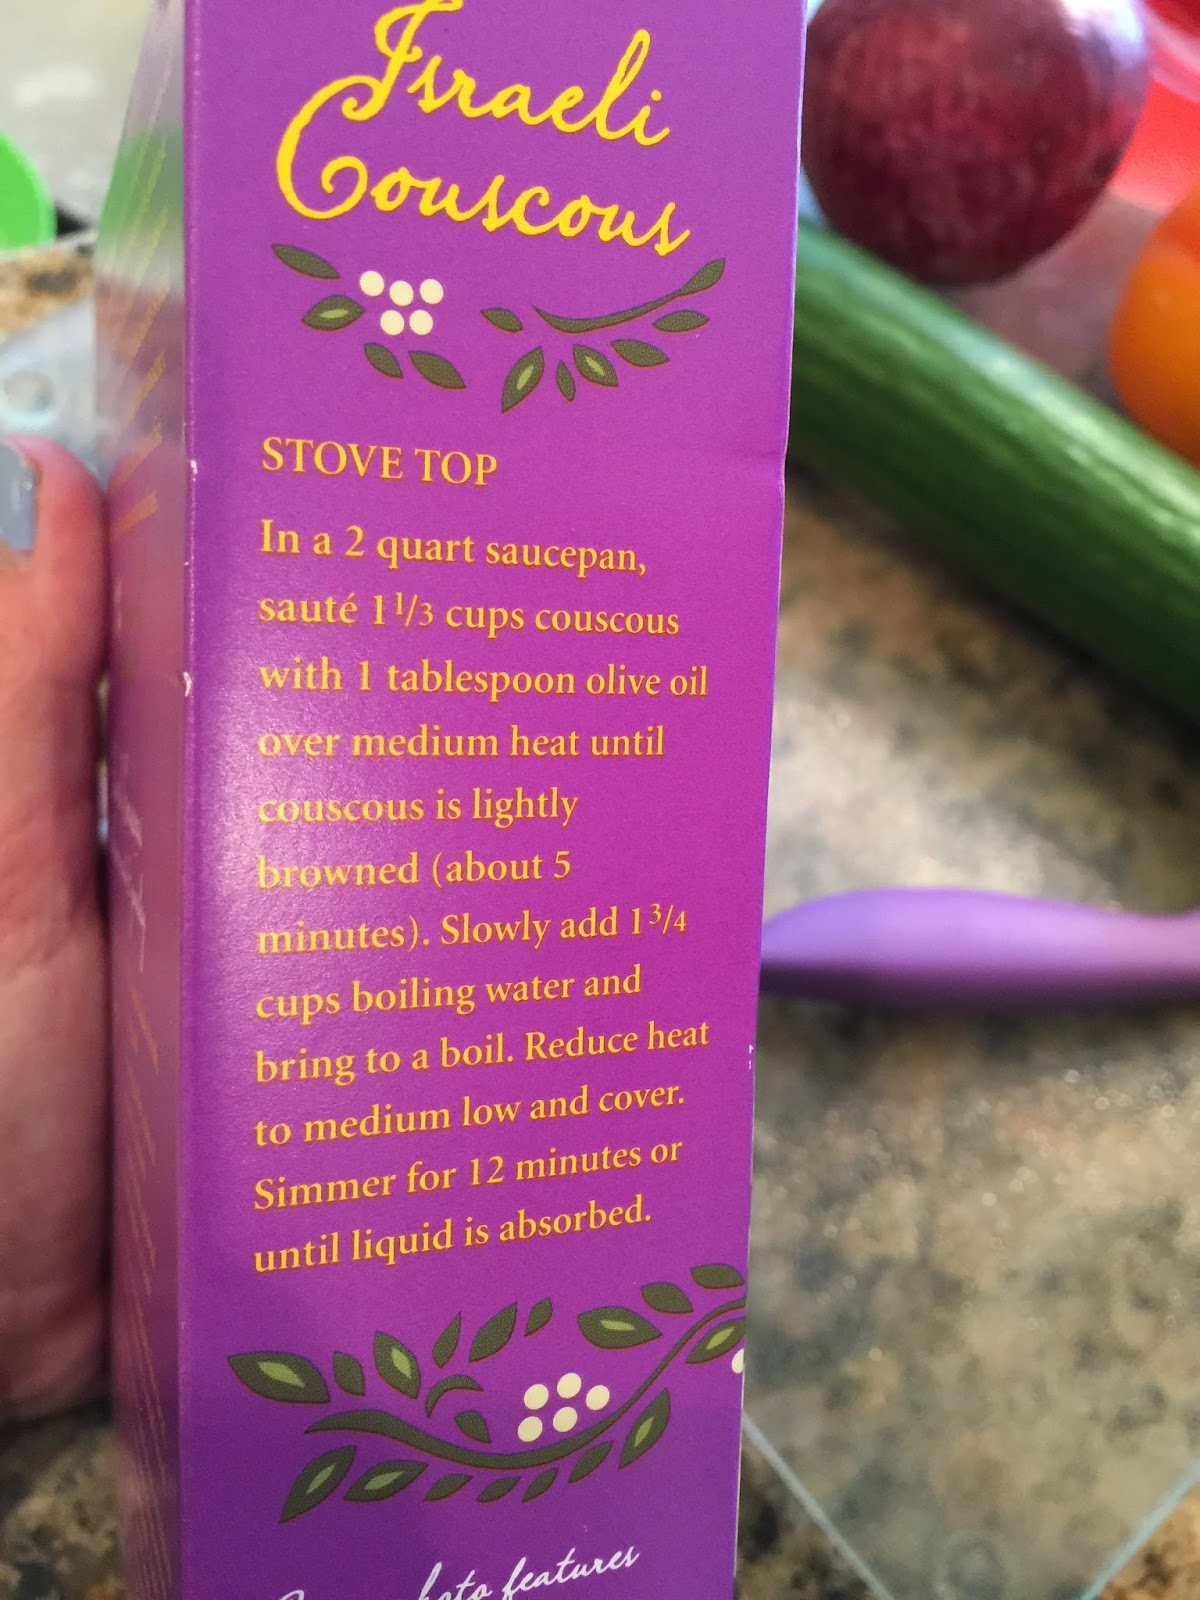 Israeli
Couscous
STOVE TOP
In a 2 quart saucepan,
sauté 1 1/3 cups couscous
with 1 tablespoon olive oil
over medium heat until
couscous is lightly
browned (about 5
minutes). Slowly add 1 3/4
cups boiling water and
bring to a boil. Reduce heat
to medium low and cover.
Simmer for 12 minutes or
until liquid is absorbed.
features